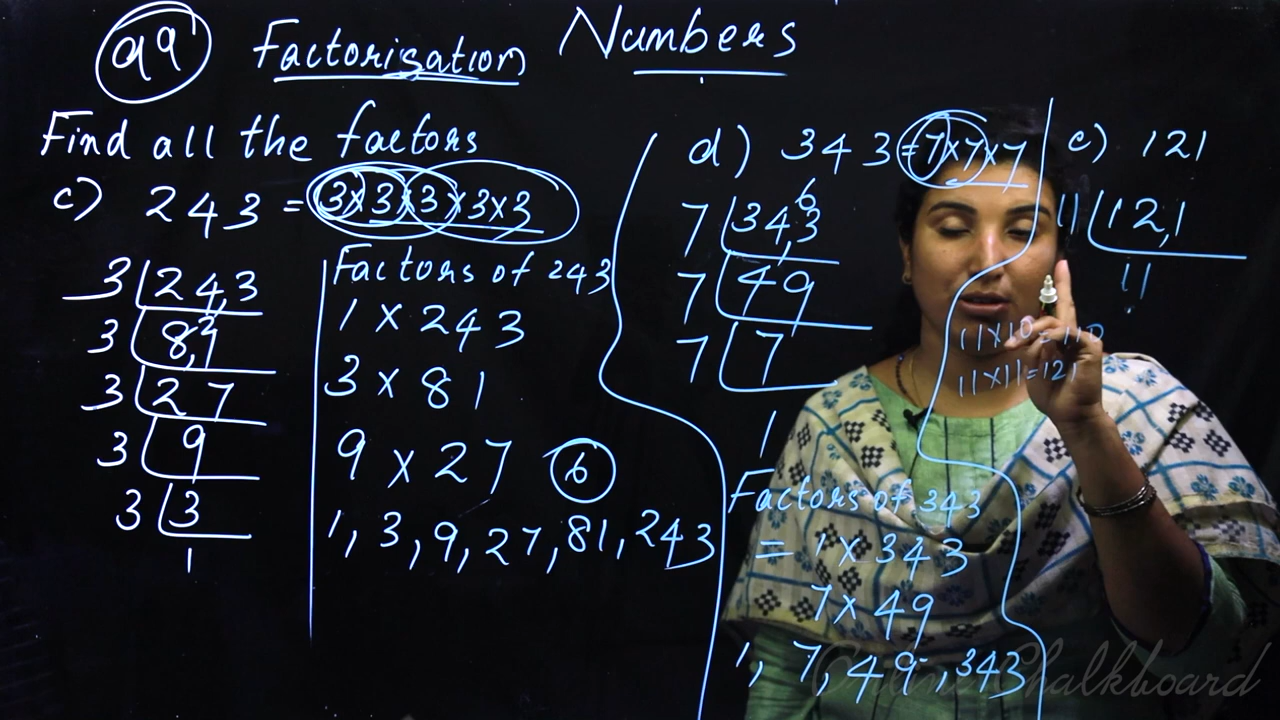 Q9 Factorisation Numbers
Find all the factors
c) 243 = 3×3×3×3×3
3 | 243
3 | 81
3 | 27
3 | 9
3 | 3
1
Factors of 243
1 × 243
3 × 81
9 × 27 6
1, 3, 9, 27, 81, 243
d) 343 = 7×7×7
7 | 343
7 | 49
7 | 7
1
Factors of 343
= 1×343
7×49
1, 7, 49, 343
e) 121
11 | 121
11
11×10=110
11×11=121
Online Chalkboard